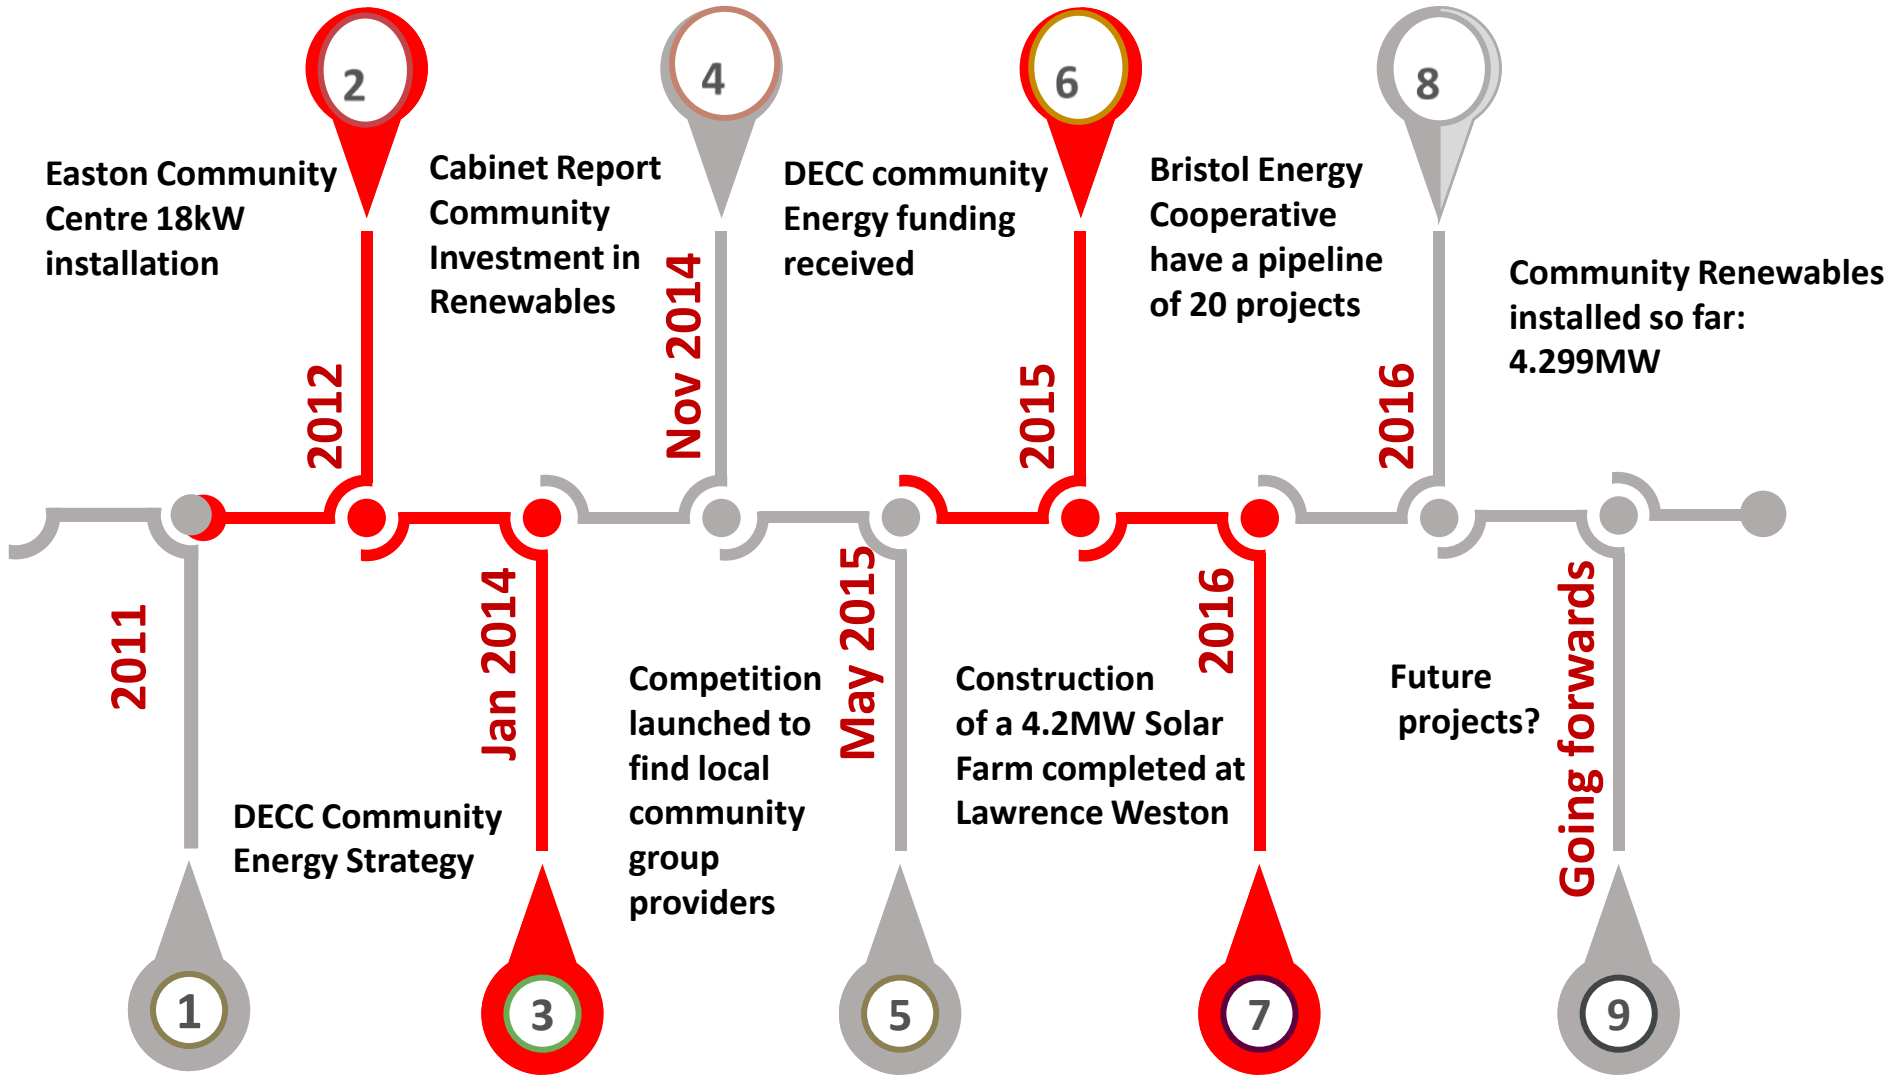 2
4
6
8
Easton Community
Centre 18kW
installation
Cabinet Report
Community
Investment in
Renewables
DECC community
Energy funding
received
Bristol Energy
Cooperative
have a pipeline
of 20 projects
Community Renewables
installed so far:
4.299MW
2012
Nov 2014
2015
2016
2011
Jan 2014
May 2015
2016
Going forwards
DECC Community
Energy Strategy
Competition
launched to
find local
community
group
providers
Construction
of a 4.2MW Solar
Farm completed at
Lawrence Weston
Future
projects?
1
3
5
7
9